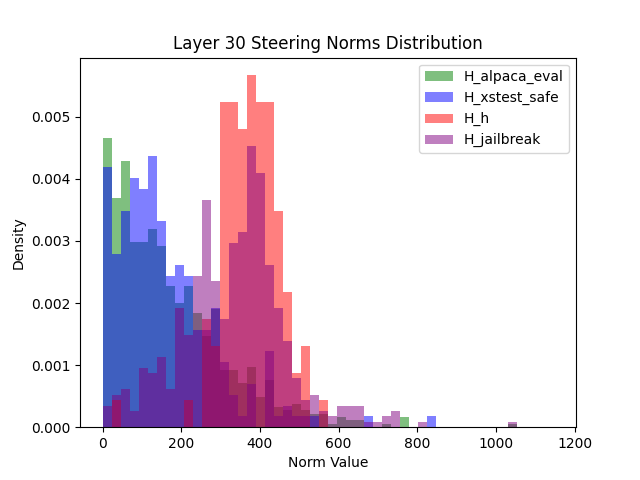 Layer 30 Steering Norms Distribution
H_alpaca_eval
H_xstest_safe
H_h
H_jailbreak
0.005
0.004
0.003
0.002
0.001
0.000
Density
0
200
400
600
800
1000
1200
Norm Value